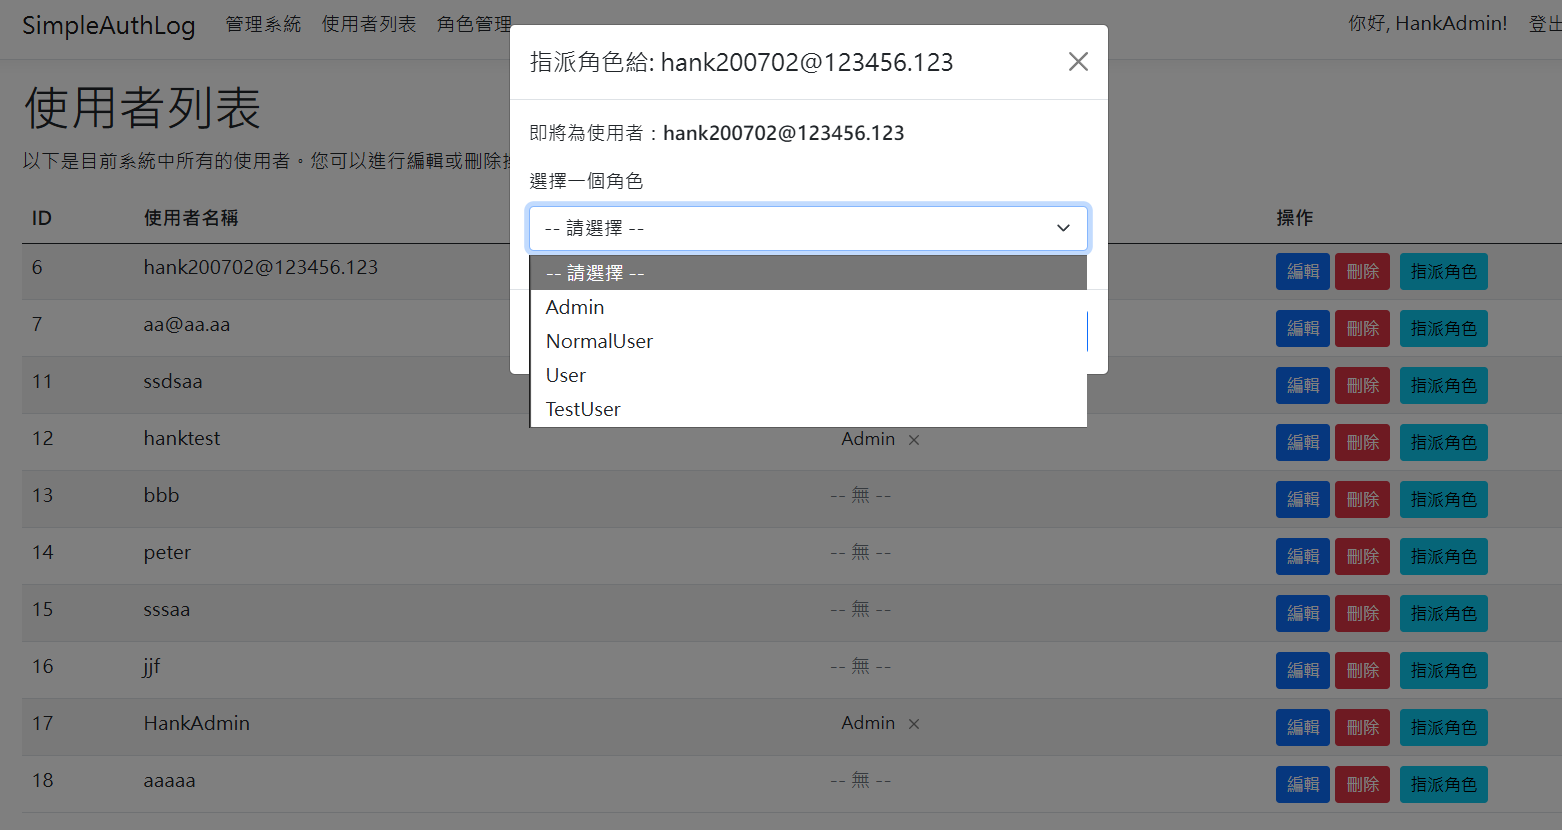 SimpleAuthLog 管理系統 使用者列表 角色管理 你好, HankAdmin! 登出
指派角色給: hank200702@123456.123
使用者列表
即將為使用者：hank200702@123456.123
以下是目前系統中所有的使用者。您可以進行編輯或刪除
選擇一個角色
-- 請選擇 --
-- 請選擇 --
Admin
NormalUser
User
TestUser
ID 使用者名稱 操作
6 hank200702@123456.123 編輯 刪除 指派角色
7 aa@aa.aa 編輯 刪除 指派角色
11 ssdsaa 編輯 刪除 指派角色
12 hanktest Admin × 編輯 刪除 指派角色
13 bbb -- 無 -- 編輯 刪除 指派角色
14 peter -- 無 -- 編輯 刪除 指派角色
15 sssaa -- 無 -- 編輯 刪除 指派角色
16 jjf -- 無 -- 編輯 刪除 指派角色
17 HankAdmin Admin × 編輯 刪除 指派角色
18 aaaaa -- 無 -- 編輯 刪除 指派角色